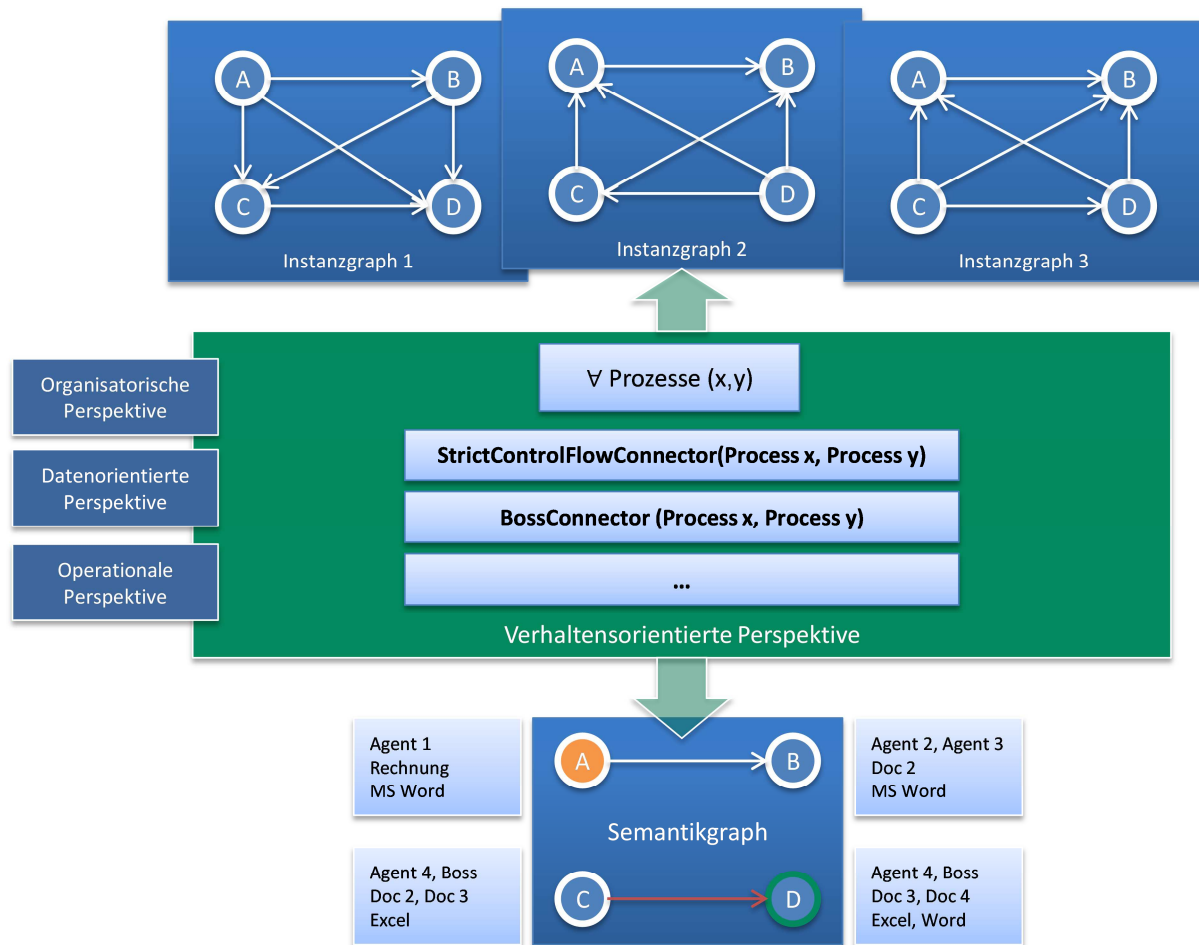 A
B
C
D
Instanzgraph 1
A
B
C
D
Instanzgraph 2
A
B
C
D
Instanzgraph 3
Organisatorische
Perspektive
Datenorientierte
Perspektive
Operationale
Perspektive
∀ Prozesse (x,y)
StrictControlFlowConnector(Process x, Process y)
BossConnector (Process x, Process y)
...
Verhaltensorientierte Perspektive
Agent 1
Rechnung
MS Word
A
B
Agent 2, Agent 3
Doc 2
MS Word
Semantikgraph
Agent 4, Boss
Doc 2, Doc 3
Excel
C
D
Agent 4, Boss
Doc 3, Doc 4
Excel, Word